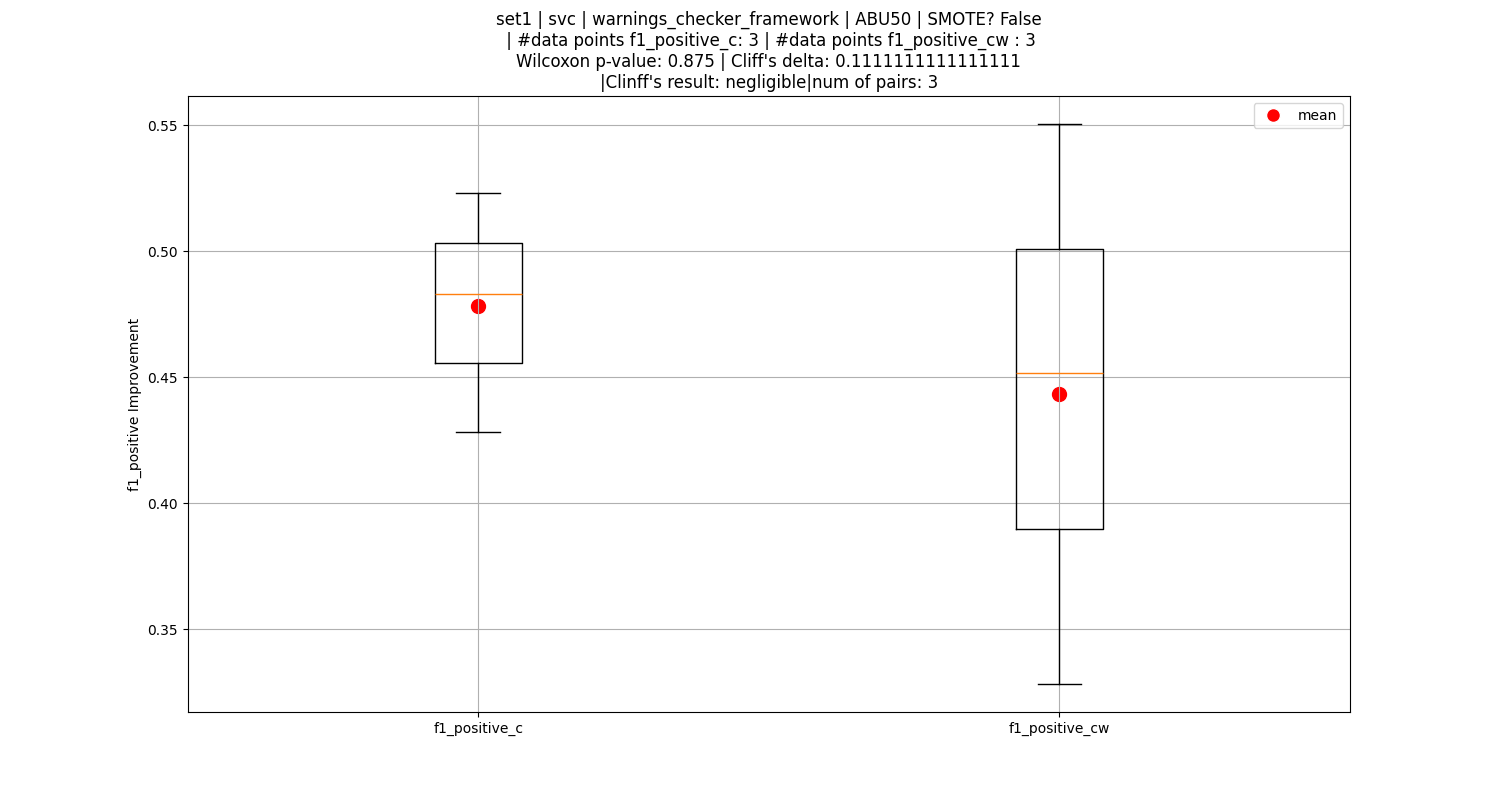 set1 | svc | warnings_checker_framework | ABU50 | SMOTE? False
| #data points f1_positive_c: 3 | #data points f1_positive_cw : 3
Wilcoxon p-value: 0.875 | Cliff's delta: 0.1111111111111111
|Clinff's result: negligible|num of pairs: 3
mean
0.55
0.50
0.45
0.40
0.35
f1_positive Improvement
f1_positive_c
f1_positive_cw